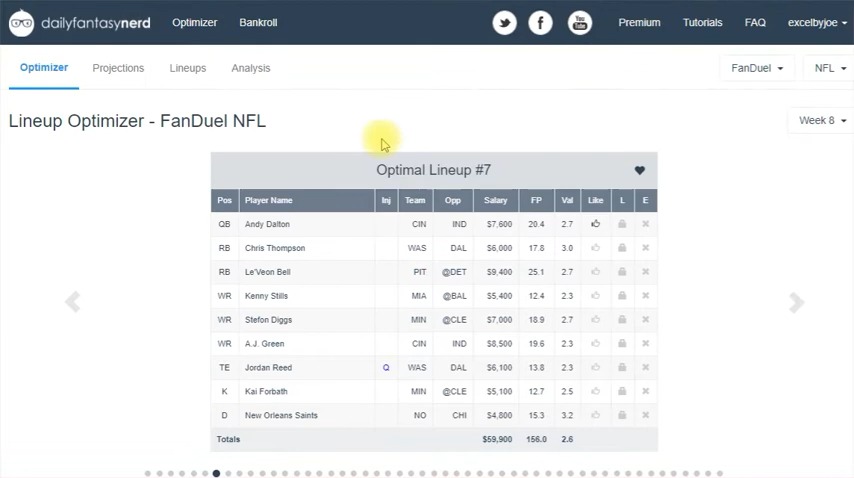 dailyfantasynerd Optimizer Bankroll You Tube Premium Tutorials FAQ excelbyjoe
Optimizer Projections Lineups Analysis FanDuel NFL
Lineup Optimizer - FanDuel NFL Week 8
Optimal Lineup #7
Pos Player Name Inj Team Opp Salary FP Val Like L E
QB Andy Dalton CIN IND $7,600 20.4 2.7
RB Chris Thompson WAS DAL $6,000 17.8 3.0
RB Le'Veon Bell PIT @DET $9,400 25.1 2.7
WR Kenny Stills MIA @BAL $5,400 12.4 2.3
WR Stefon Diggs MIN @CLE $7,000 18.9 2.7
WR A.J. Green CIN IND $8,500 19.6 2.3
TE Jordan Reed Q WAS DAL $6,100 13.8 2.3
K Kai Forbath MIN @CLE $5,100 12.7 2.5
D New Orleans Saints NO CHI $4,800 15.3 3.2
Totals $59,900 156.0 2.6